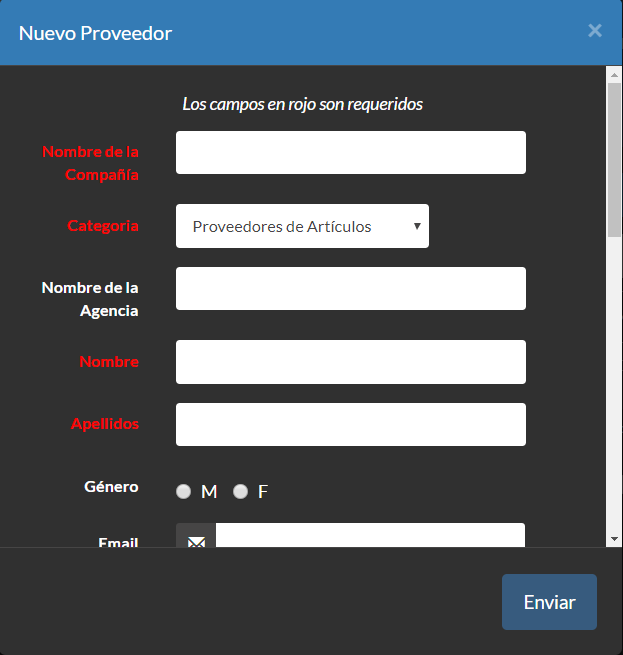 Nuevo Proveedor
×
Los campos en rojo son requeridos
Nombre de la
Compañía
Categoria
Proveedores de Artículos
Nombre de la
Agencia
Nombre
Apellidos
Género
M F
Email
Enviar